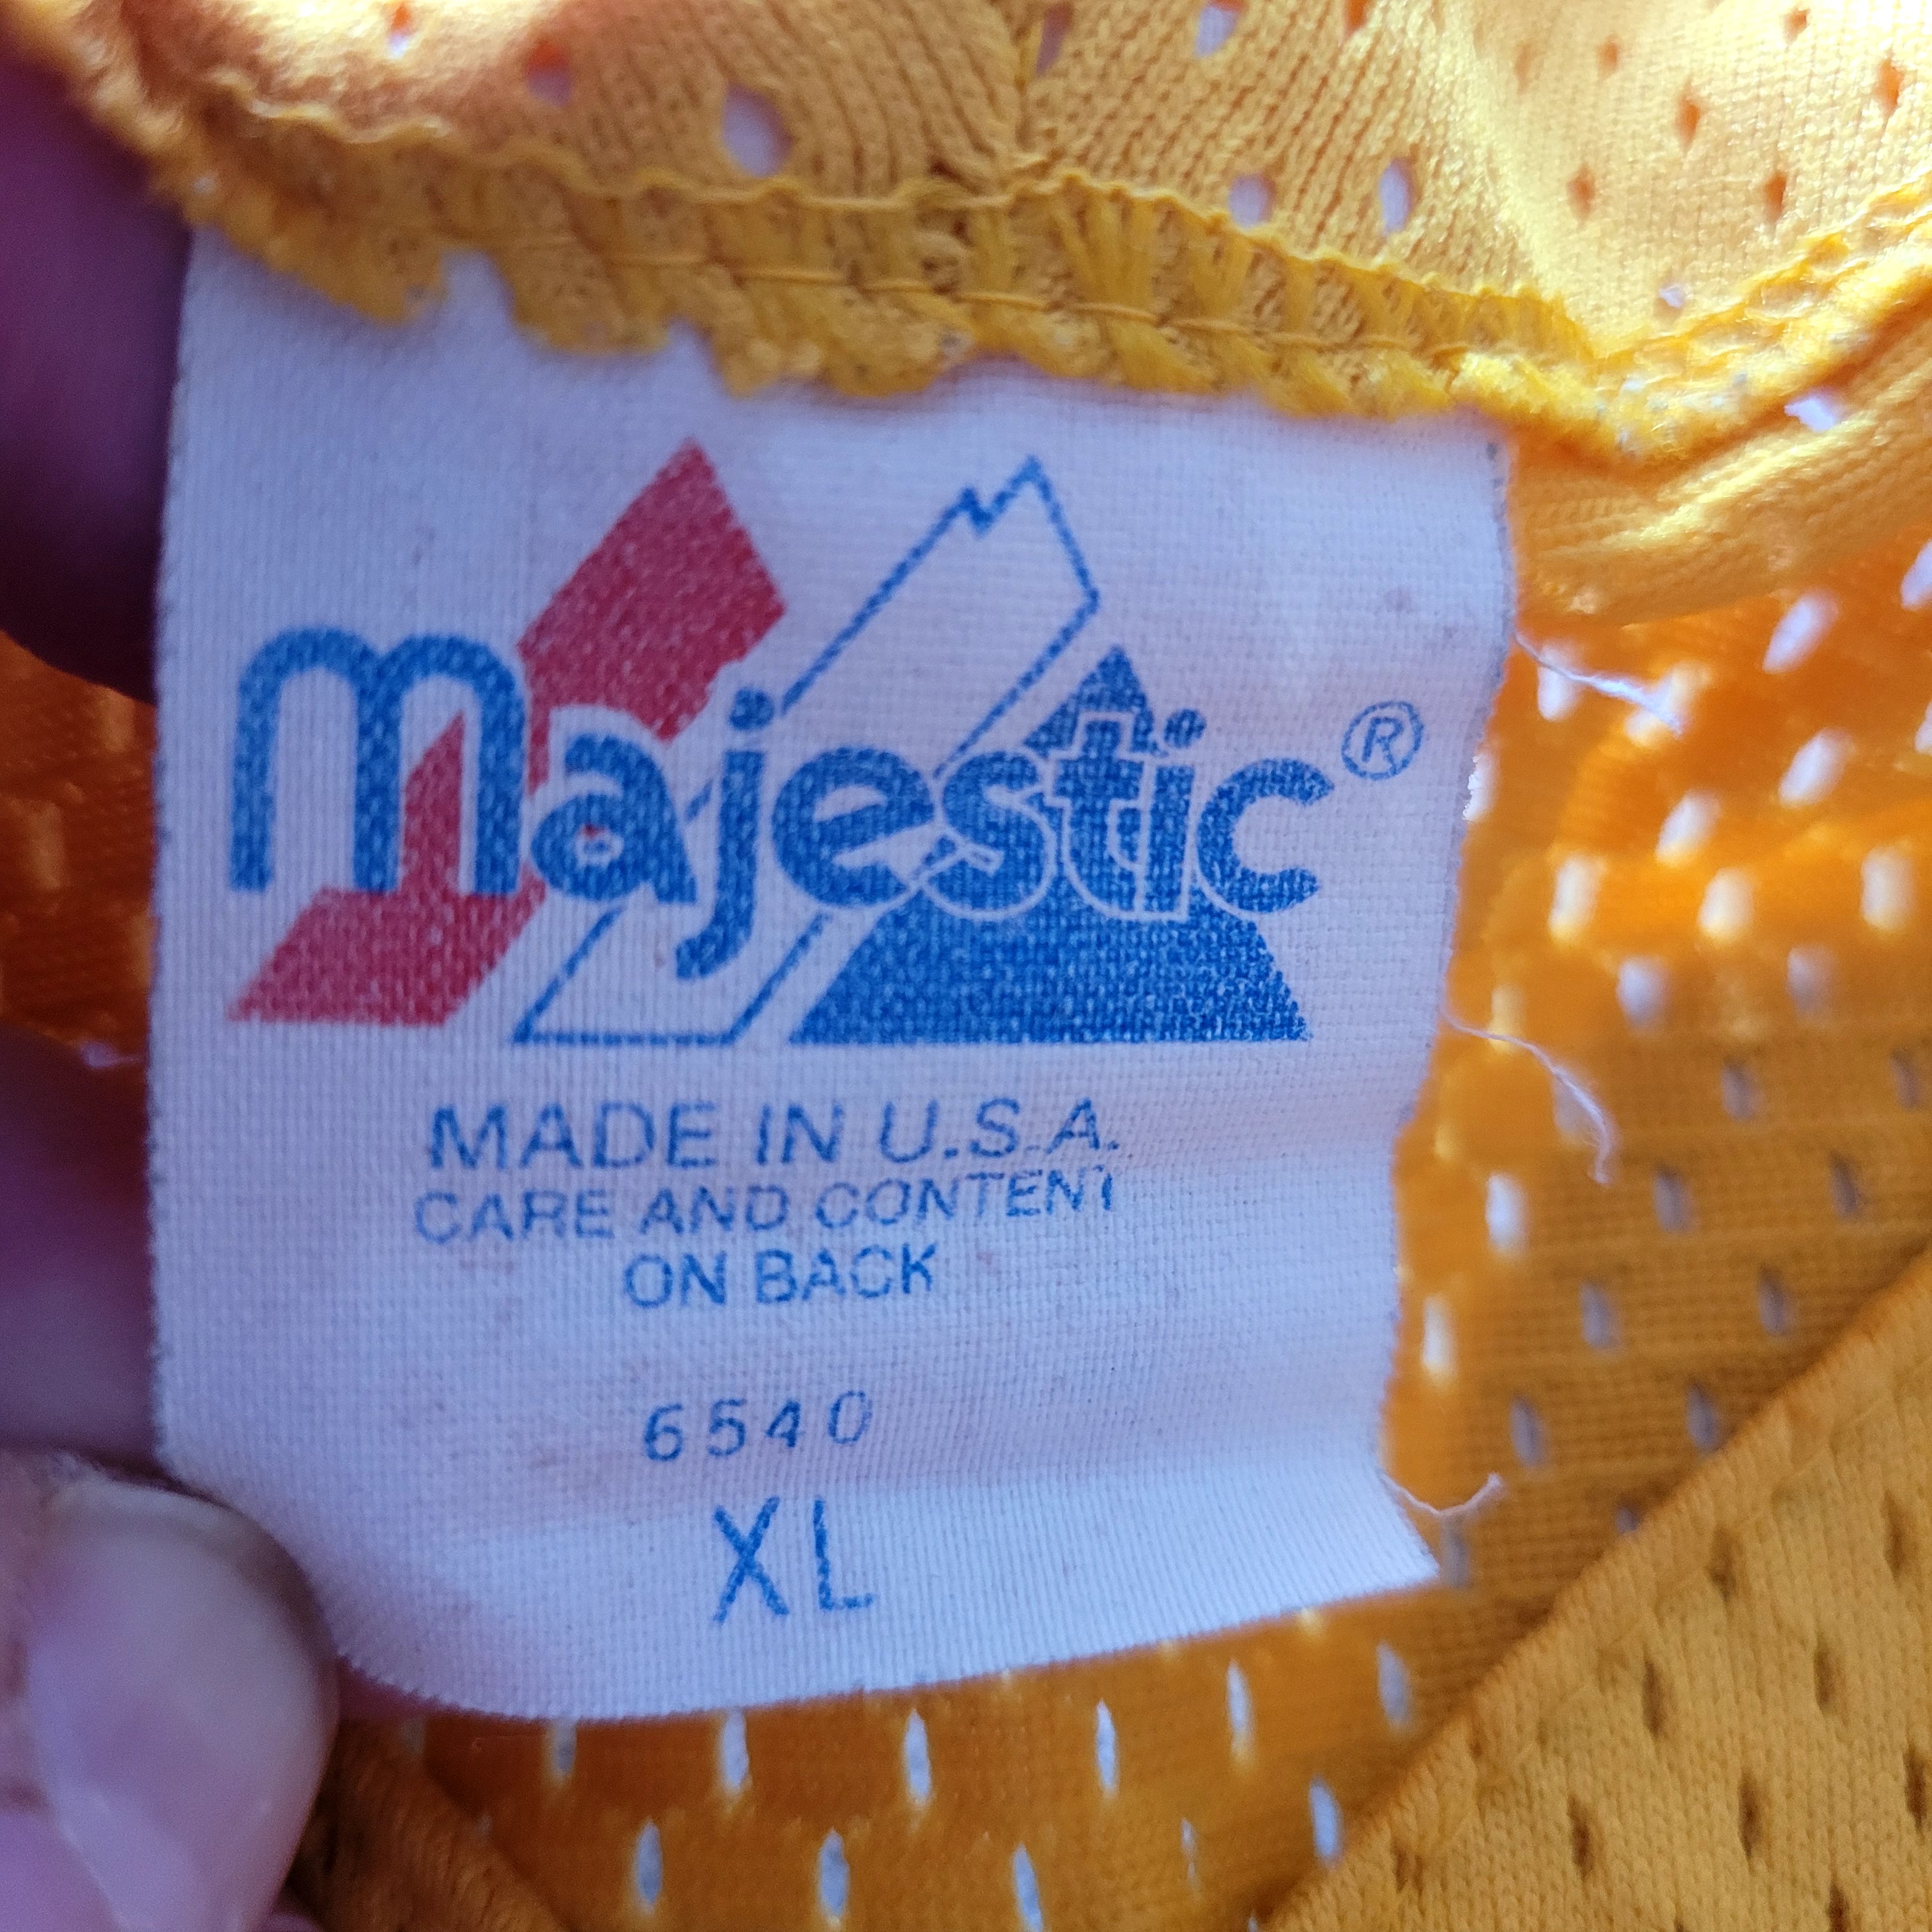 majestic®
MADE IN U.S.A.
CARE AND CONTENT
ON BACK
6540
XL